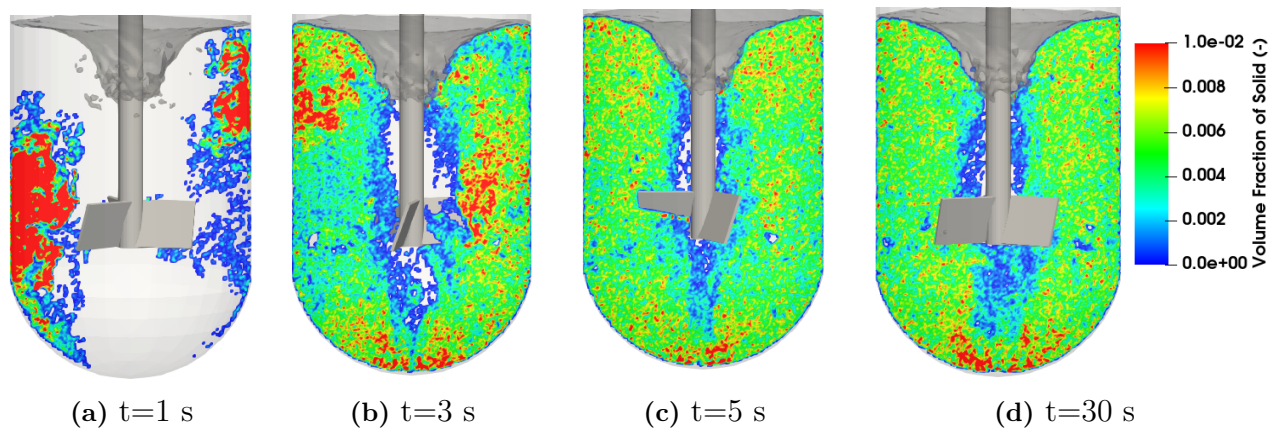 1.0e-02
0.008
0.006
0.004
0.002
0.0e+00
Volume Fraction of Solid (-)
(a) t=1 s
(b) t=3 s
(c) t=5 s
(d) t=30 s